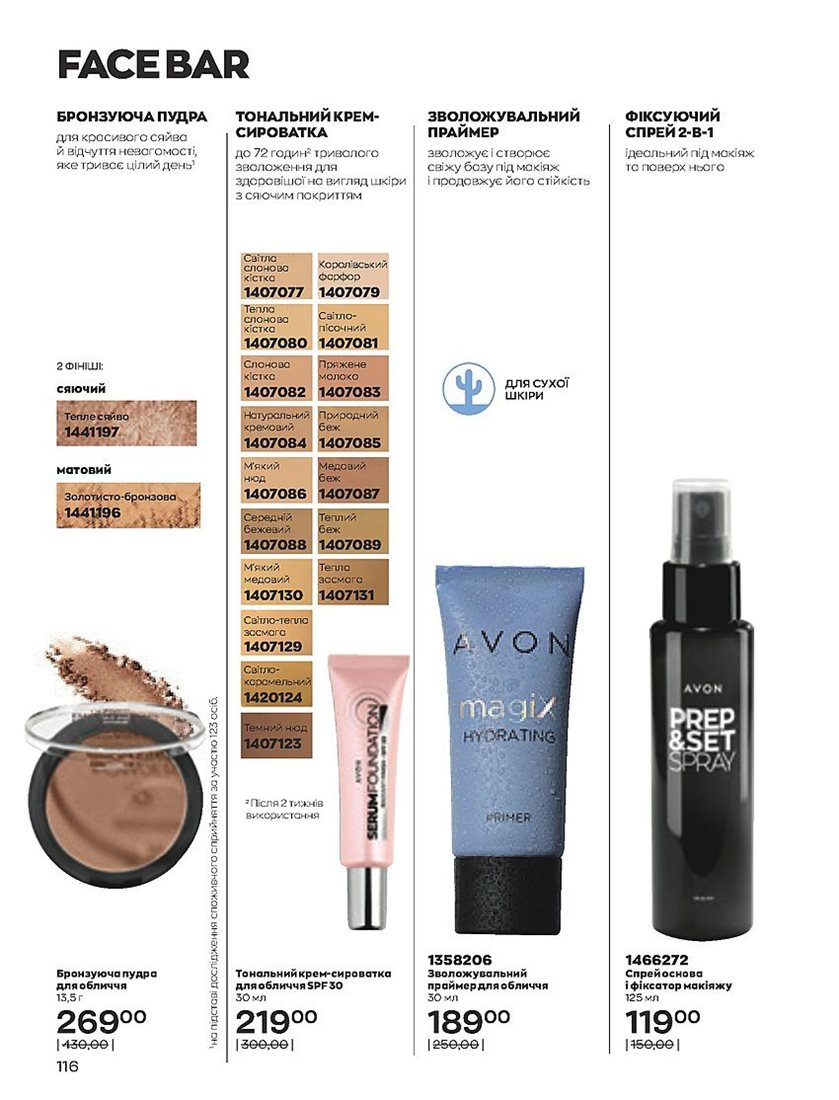 FACE BAR
БРОНЗУЮЧА ПУДРА
для красивого сяйва
й відчуття невагомості,
яке триває цілий день¹
2 ФІНІШІ:
сяючий
Тепле сяйво
1441197
матовий
Золотисто-бронзова
1441196
¹на підставі дослідження споживчого сприйняття за участю 123 осіб.
Бронзуюча пудра
для обличчя
13,5 г
269⁰⁰
|430,00|
ТОНАЛЬНИЙ КРЕМ-
СИРОВАТКА
до 72 годин² тривалого
зволоження для
здоровішої на вигляд шкіри
з сяючим покриттям
Світла
слонова
кістка
1407077
Королівський
фарфор
1407079
Тепла
слонова
кістка
1407080
Світло-
пісочний
1407081
Слонова
кістка
1407082
Пряжене
молоко
1407083
Натуральний
кремовий
1407084
Природний
беж
1407085
М'який
нюд
1407086
Медовий
беж
1407087
Середній
бежевий
1407088
Теплий
беж
1407089
М'який
медовий
1407130
Тепла
засмага
1407131
Світло-тепла
засмага
1407129
Світло-
карамельний
1420124
Темний нюд
1407123
² Після 2 тижнів
використання
AVON
SERUM FOUNDATION
Тональний крем-сироватка
для обличчя SPF 30
30 мл
219⁰⁰
|300,00|
ЗВОЛОЖУВАЛЬНИЙ
ПРАЙМЕР
зволожує і створює
свіжу базу під макіяж
і продовжує його стійкість
ДЛЯ СУХОЇ
ШКІРИ
AVON
magiX
HYDRATING
PRIMER
1358206
Зволожувальний
праймер для обличчя
30 мл
189⁰⁰
|250,00|
ФІКСУЮЧИЙ
СПРЕЙ 2-В-1
ідеальний під макіяж
та поверх нього
AVON
PREP
&SET
SPRAY
1466272
Спрей основа
і фіксатор макіяжу
125 мл
119⁰⁰
|150,00|
116